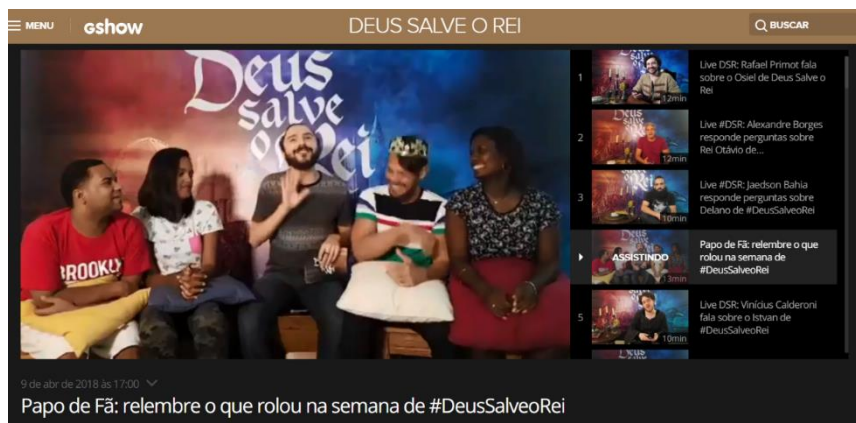 MENU
gshow
DEUS SALVE O REI
BUSCAR
Deus
salve
o Rei
BROOKLY
1
12min
Live DSR: Rafael Primot fala
sobre o Osiel de Deus Salve o
Rei
2
12min
Live #DSR: Alexandre Borges
responde perguntas sobre
Rei Otávio de...
3
10min
Live #DSR: Jaedson Bahia
responde perguntas sobre
Delano de #DeusSalveoRei
ASSISTINDO
13min
Papo de Fã: relembre o que
rolou na semana de
#DeusSalveoRei
5
10min
Live DSR: Vinícius Calderoni
fala sobre o Istvan de
#DeusSalveoRei
9 de abr de 2018 às 17:00
Papo de Fã: relembre o que rolou na semana de #DeusSalveoRei